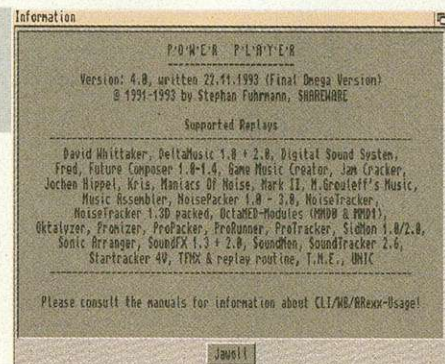 Information
P·O·W·E·R P·L·A·Y·E·R
Version: 4.0, written 22.11.1993 (Final Omega Version)
© 1991-1993 by Stephan Fuhrmann, SHAREWARE
Supported Replays
David Whittaker, DeltaMusic 1.0 + 2.0, Digital Sound System,
Fred, Future Composer 1.0-1.4, Game Music Creator, Jam Cracker,
Jochen Hippel, Kris, Maniacs Of Noise, Mark II, M.Grouleff's Music,
Music Assembler, NoisePacker 1.0 - 3.0, NoiseTracker,
NoiseTracker 1.3D packed, OctaMED-Modules (MMD0 & MMD1),
Oktalyzer, Promizer, ProPacker, ProRunner, ProTracker, SidMon 1.0/2.0,
Sonic Arranger, SoundFX 1.3 + 2.0, SoundMon, SoundTracker 2.6,
Startracker 4V, TFMX & replay routine, T.M.E., UNIC
Please consult the manuals for information about CLI/WB/ARexx-Usage!
Jawoll